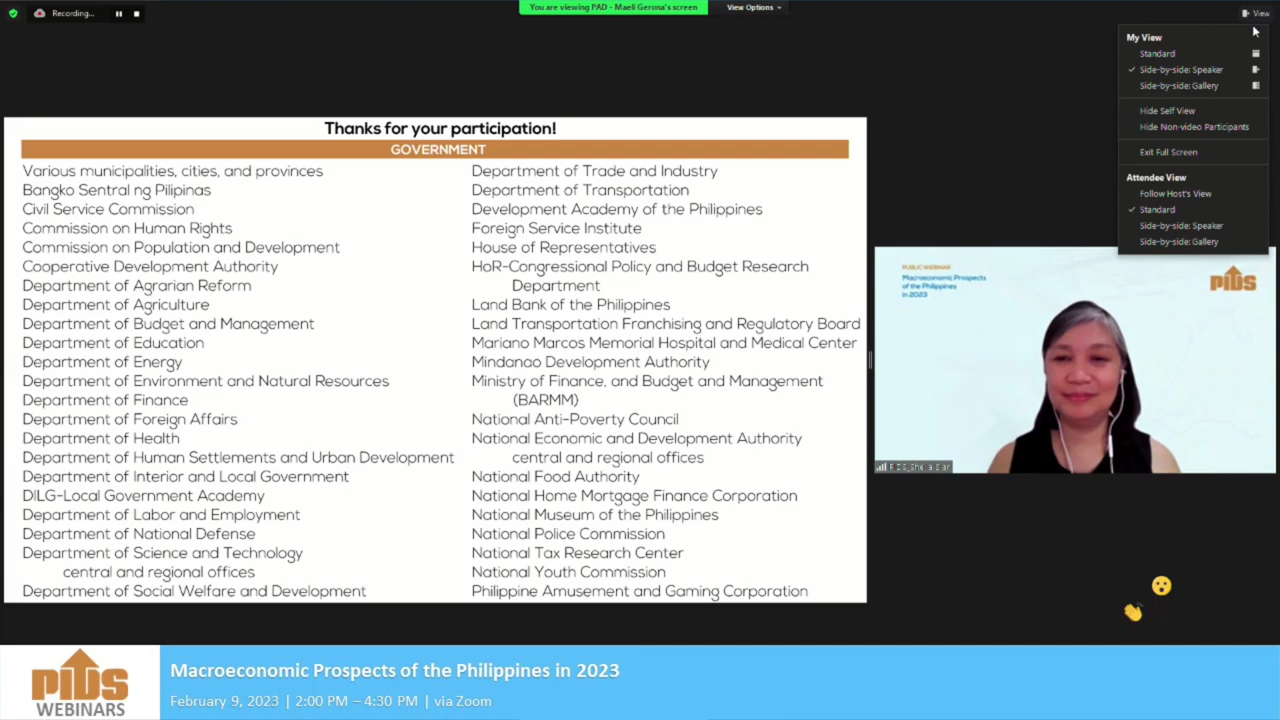 Recording...
You are viewing PAD - Maeli Gerona's screen
View Options
View
My View
Standard
Side-by-side: Speaker
Side-by-side: Gallery
Hide Self View
Hide Non-video Participants
Exit Full Screen
Attendee View
Follow Host's View
Standard
Side-by-side: Speaker
Side-by-side: Gallery
Thanks for your participation!
GOVERNMENT
Various municipalities, cities, and provinces
Bangko Sentral ng Pilipinas
Civil Service Commission
Commission on Human Rights
Commission on Population and Development
Cooperative Development Authority
Department of Agrarian Reform
Department of Agriculture
Department of Budget and Management
Department of Education
Department of Energy
Department of Environment and Natural Resources
Department of Finance
Department of Foreign Affairs
Department of Health
Department of Human Settlements and Urban Development
Department of Interior and Local Government
DILG-Local Government Academy
Department of Labor and Employment
Department of National Defense
Department of Science and Technology
central and regional offices
Department of Social Welfare and Development
Department of Trade and Industry
Department of Transportation
Development Academy of the Philippines
Foreign Service Institute
House of Representatives
HoR-Congressional Policy and Budget Research
Department
Land Bank of the Philippines
Land Transportation Franchising and Regulatory Board
Mariano Marcos Memorial Hospital and Medical Center
Mindanao Development Authority
Ministry of Finance, and Budget and Management
(BARMM)
National Anti-Poverty Council
National Economic and Development Authority
central and regional offices
National Food Authority
National Home Mortgage Finance Corporation
National Museum of the Philippines
National Police Commission
National Tax Research Center
National Youth Commission
Philippine Amusement and Gaming Corporation
PUBLIC WEBINAR
Macroeconomic Prospects
of the Philippines
in 2023
PIDS
PIDS
WEBINARS
Macroeconomic Prospects of the Philippines in 2023
February 9, 2023 | 2:00 PM – 4:30 PM | via Zoom